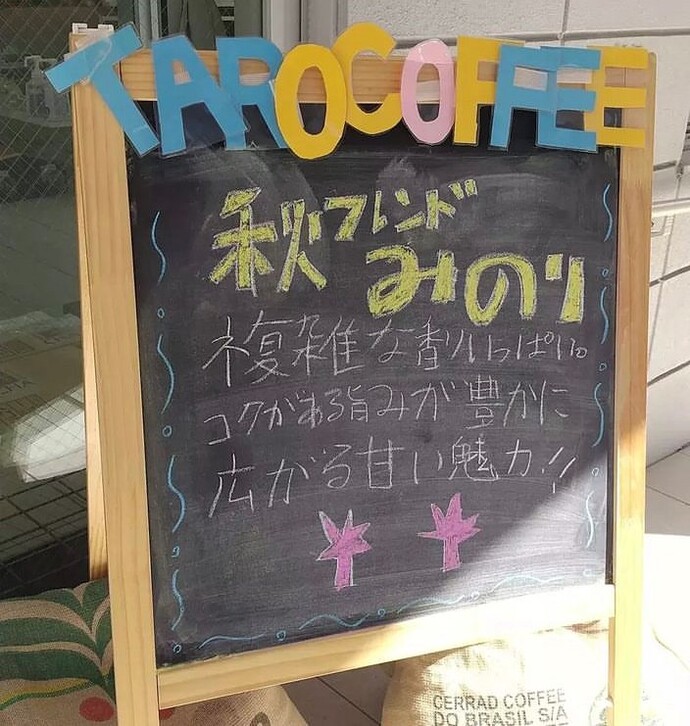 TAROCOFFEE
秋フレンド
みのり
複雑な香りいっぱい。
コクがある旨みが豊かに
広がる甘い魅力!!
CERRAD COFFEE
DO BRASIL S/A